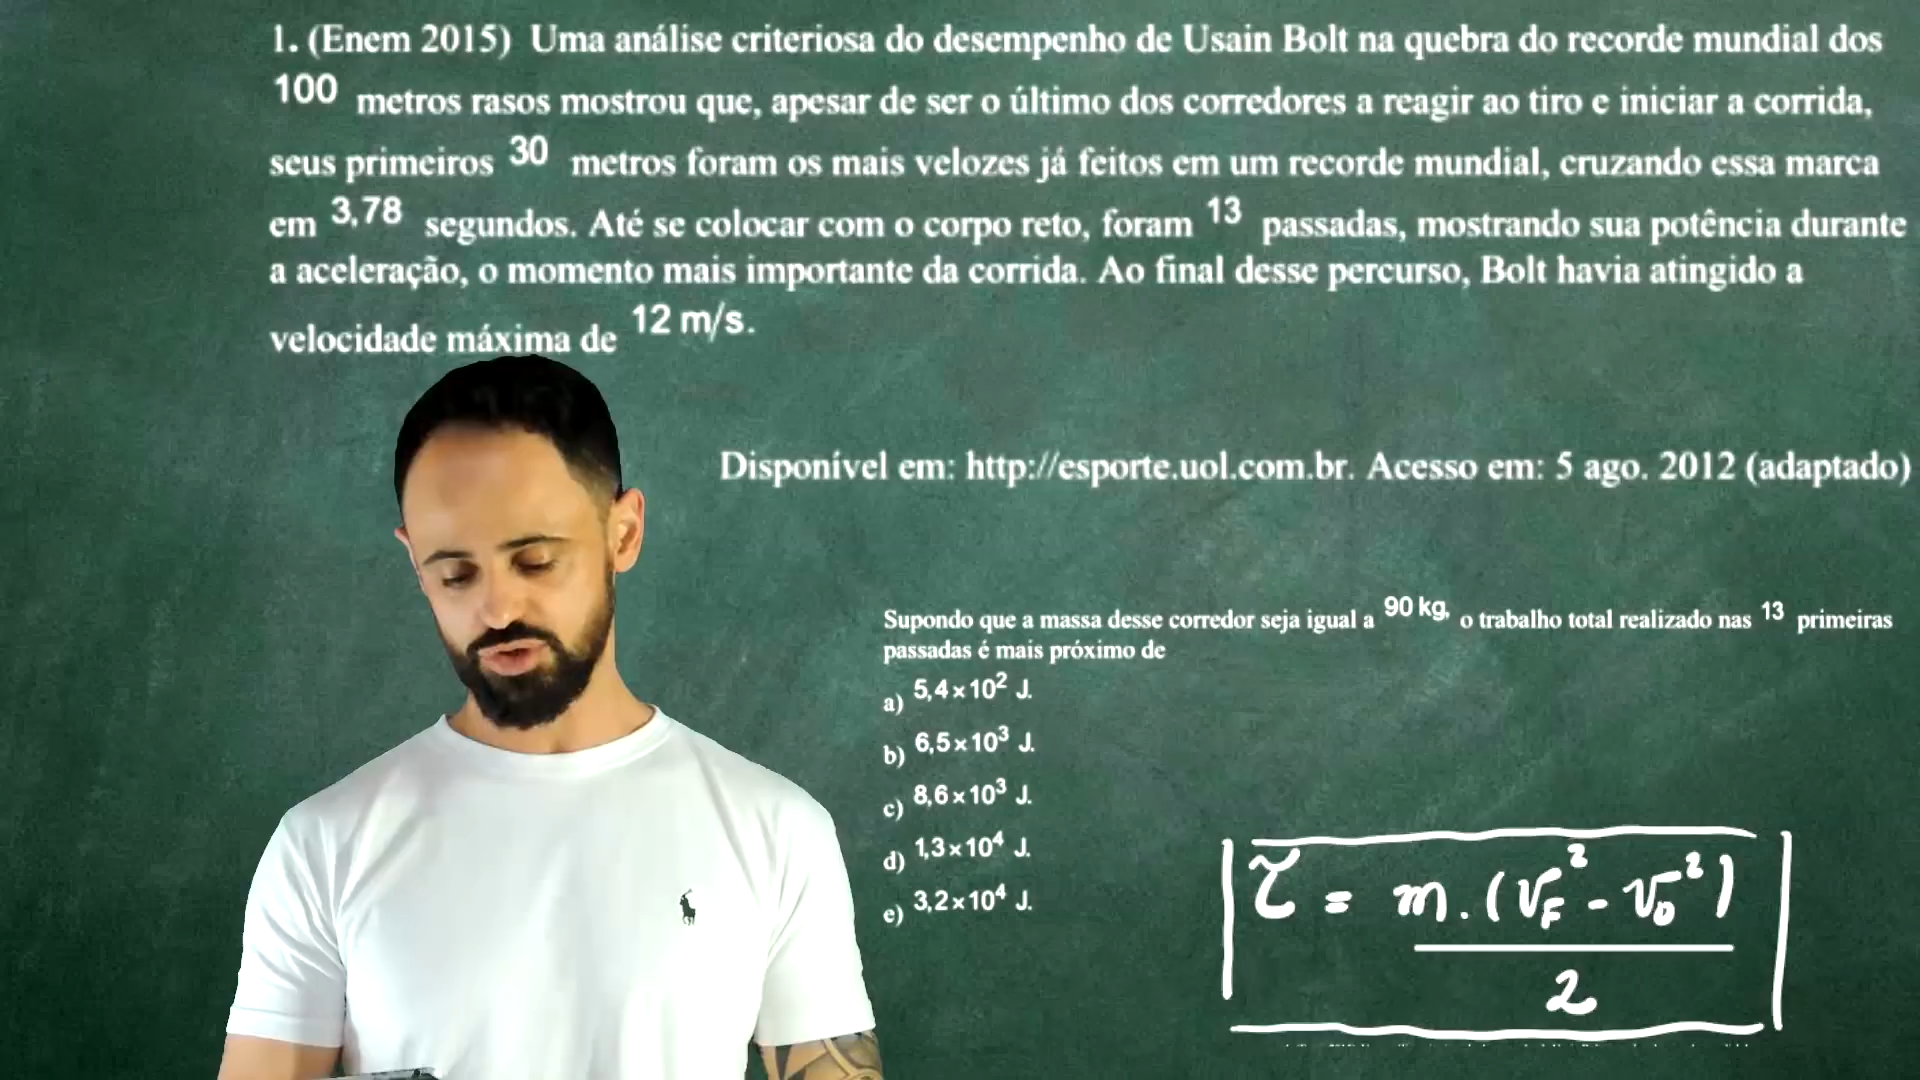 1. (Enem 2015) Uma análise criteriosa do desempenho de Usain Bolt na quebra do recorde mundial dos
100 metros rasos mostrou que, apesar de ser o último dos corredores a reagir ao tiro e iniciar a corrida,
seus primeiros 30 metros foram os mais velozes já feitos em um recorde mundial, cruzando essa marca
em 3,78 segundos. Até se colocar com o corpo reto, foram 13 passadas, mostrando sua potência durante
a aceleração, o momento mais importante da corrida. Ao final desse percurso, Bolt havia atingido a
velocidade máxima de 12 m/s.
Disponível em: http://esporte.uol.com.br. Acesso em: 5 ago. 2012 (adaptado)
Supondo que a massa desse corredor seja igual a 90 kg, o trabalho total realizado nas 13 primeiras
passadas é mais próximo de
a) 5,4×10² J.
b) 6,5×10³ J.
c) 8,6×10³ J.
d) 1,3×10⁴ J.
e) 3,2×10⁴ J.
τ = m.(v_F² - v_0²)
2